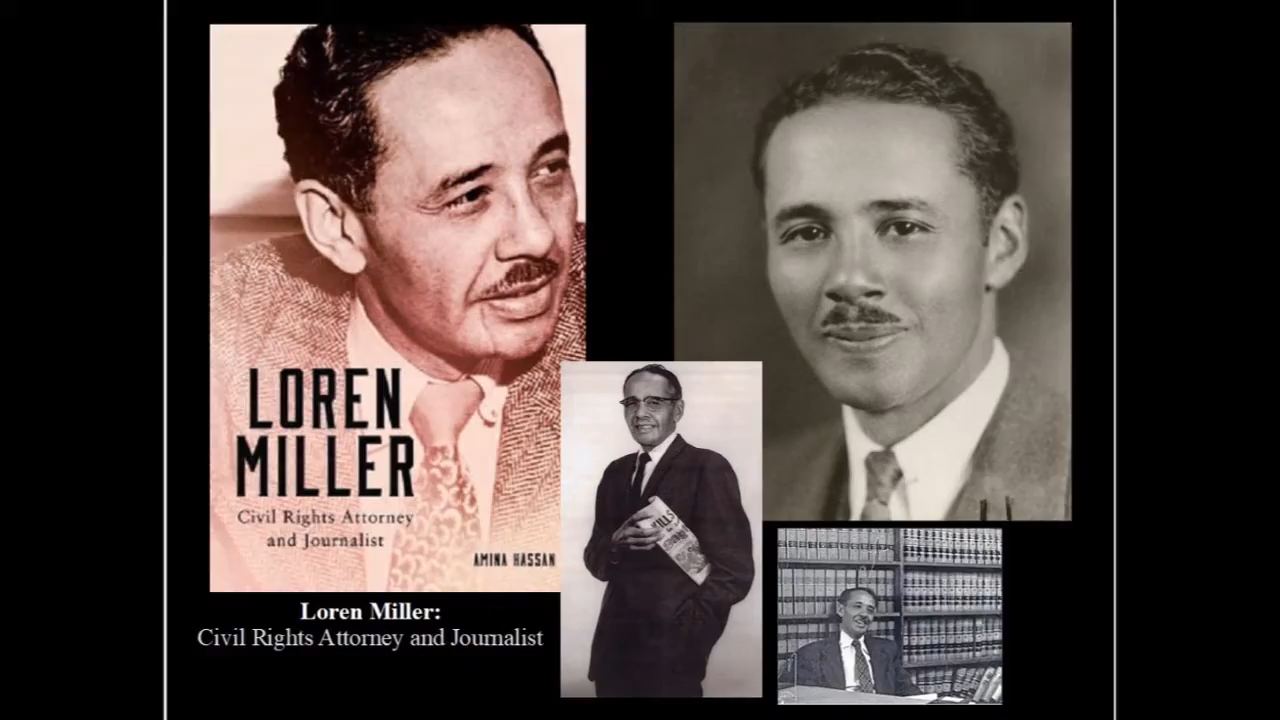 LOREN
MILLER
Civil Rights Attorney
and Journalist
AMINA HASSAN
Loren Miller:
Civil Rights Attorney and Journalist